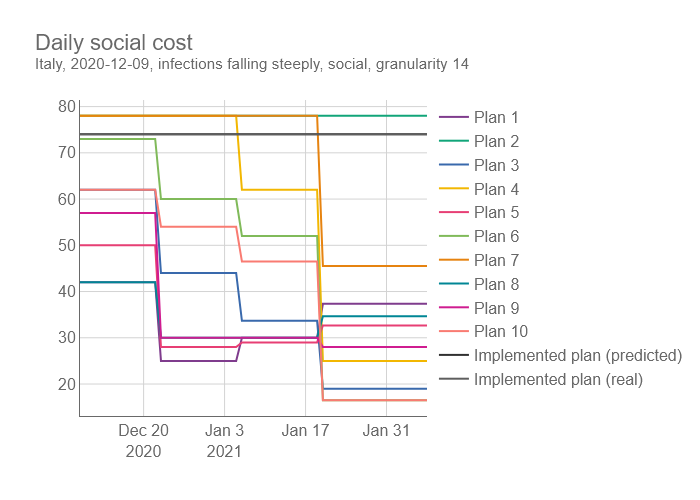 Daily social cost
Italy, 2020-12-09, infections falling steeply, social, granularity 14
80
70
60
50
40
30
20
Dec 20
2020
Jan 3
2021
Jan 17
Jan 31
Plan 1
Plan 2
Plan 3
Plan 4
Plan 5
Plan 6
Plan 7
Plan 8
Plan 9
Plan 10
Implemented plan (predicted)
Implemented plan (real)